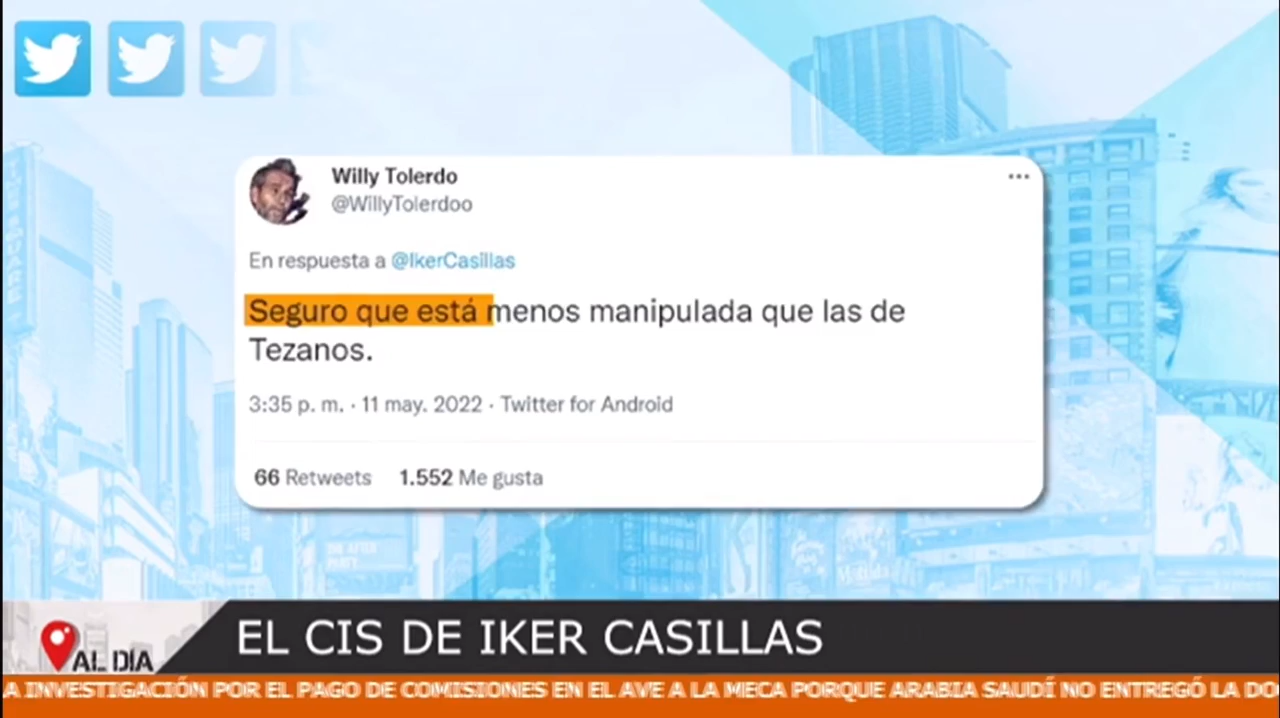 Willy Tolerdo
@WillyTolerdoo
En respuesta a @IkerCasillas
Seguro que está menos manipulada que las de
Tezanos.
3:35 p. m. · 11 may. 2022 · Twitter for Android
66 Retweets 1.552 Me gusta
AL DÍA
EL CIS DE IKER CASILLAS
A INVESTIGACIÓN POR EL PAGO DE COMISIONES EN EL AVE A LA MECA PORQUE ARABIA SAUDÍ NO ENTREGÓ LA DO